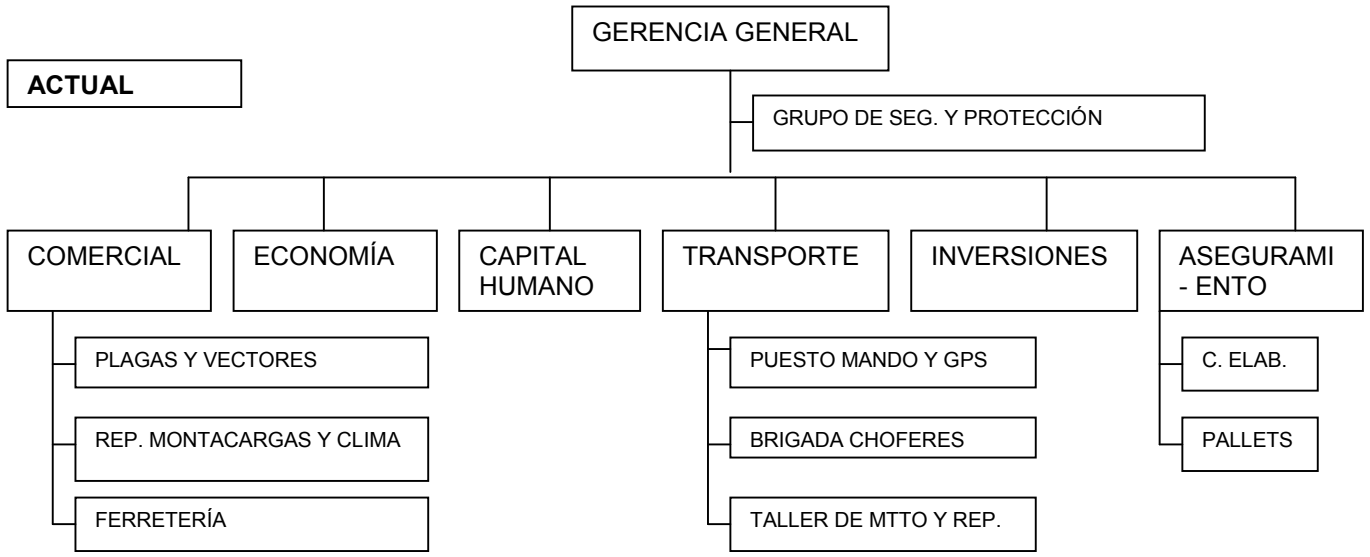 GERENCIA GENERAL
ACTUAL
GRUPO DE SEG. Y PROTECCIÓN
COMERCIAL
ECONOMÍA
CAPITAL
HUMANO
TRANSPORTE
INVERSIONES
ASEGURAMI
- ENTO
PLAGAS Y VECTORES
PUESTO MANDO Y GPS
C. ELAB.
REP. MONTACARGAS Y CLIMA
BRIGADA CHOFERES
PALLETS
FERRETERÍA
TALLER DE MTTO Y REP.